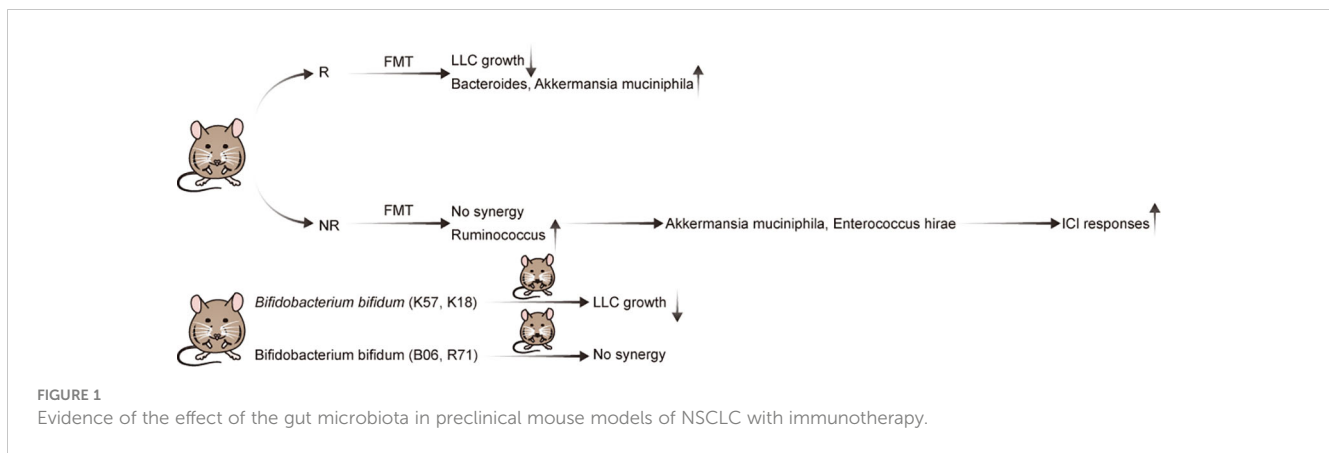 R
FMT
LLC growth
Bacteroides, Akkermansia muciniphila
NR
FMT
No synergy
Ruminococcus
Akkermansia muciniphila, Enterococcus hirae
ICI responses
Bifidobacterium bifidum (K57, K18)
LLC growth
Bifidobacterium bifidum (B06, R71)
No synergy
FIGURE 1
Evidence of the effect of the gut microbiota in preclinical mouse models of NSCLC with immunotherapy.